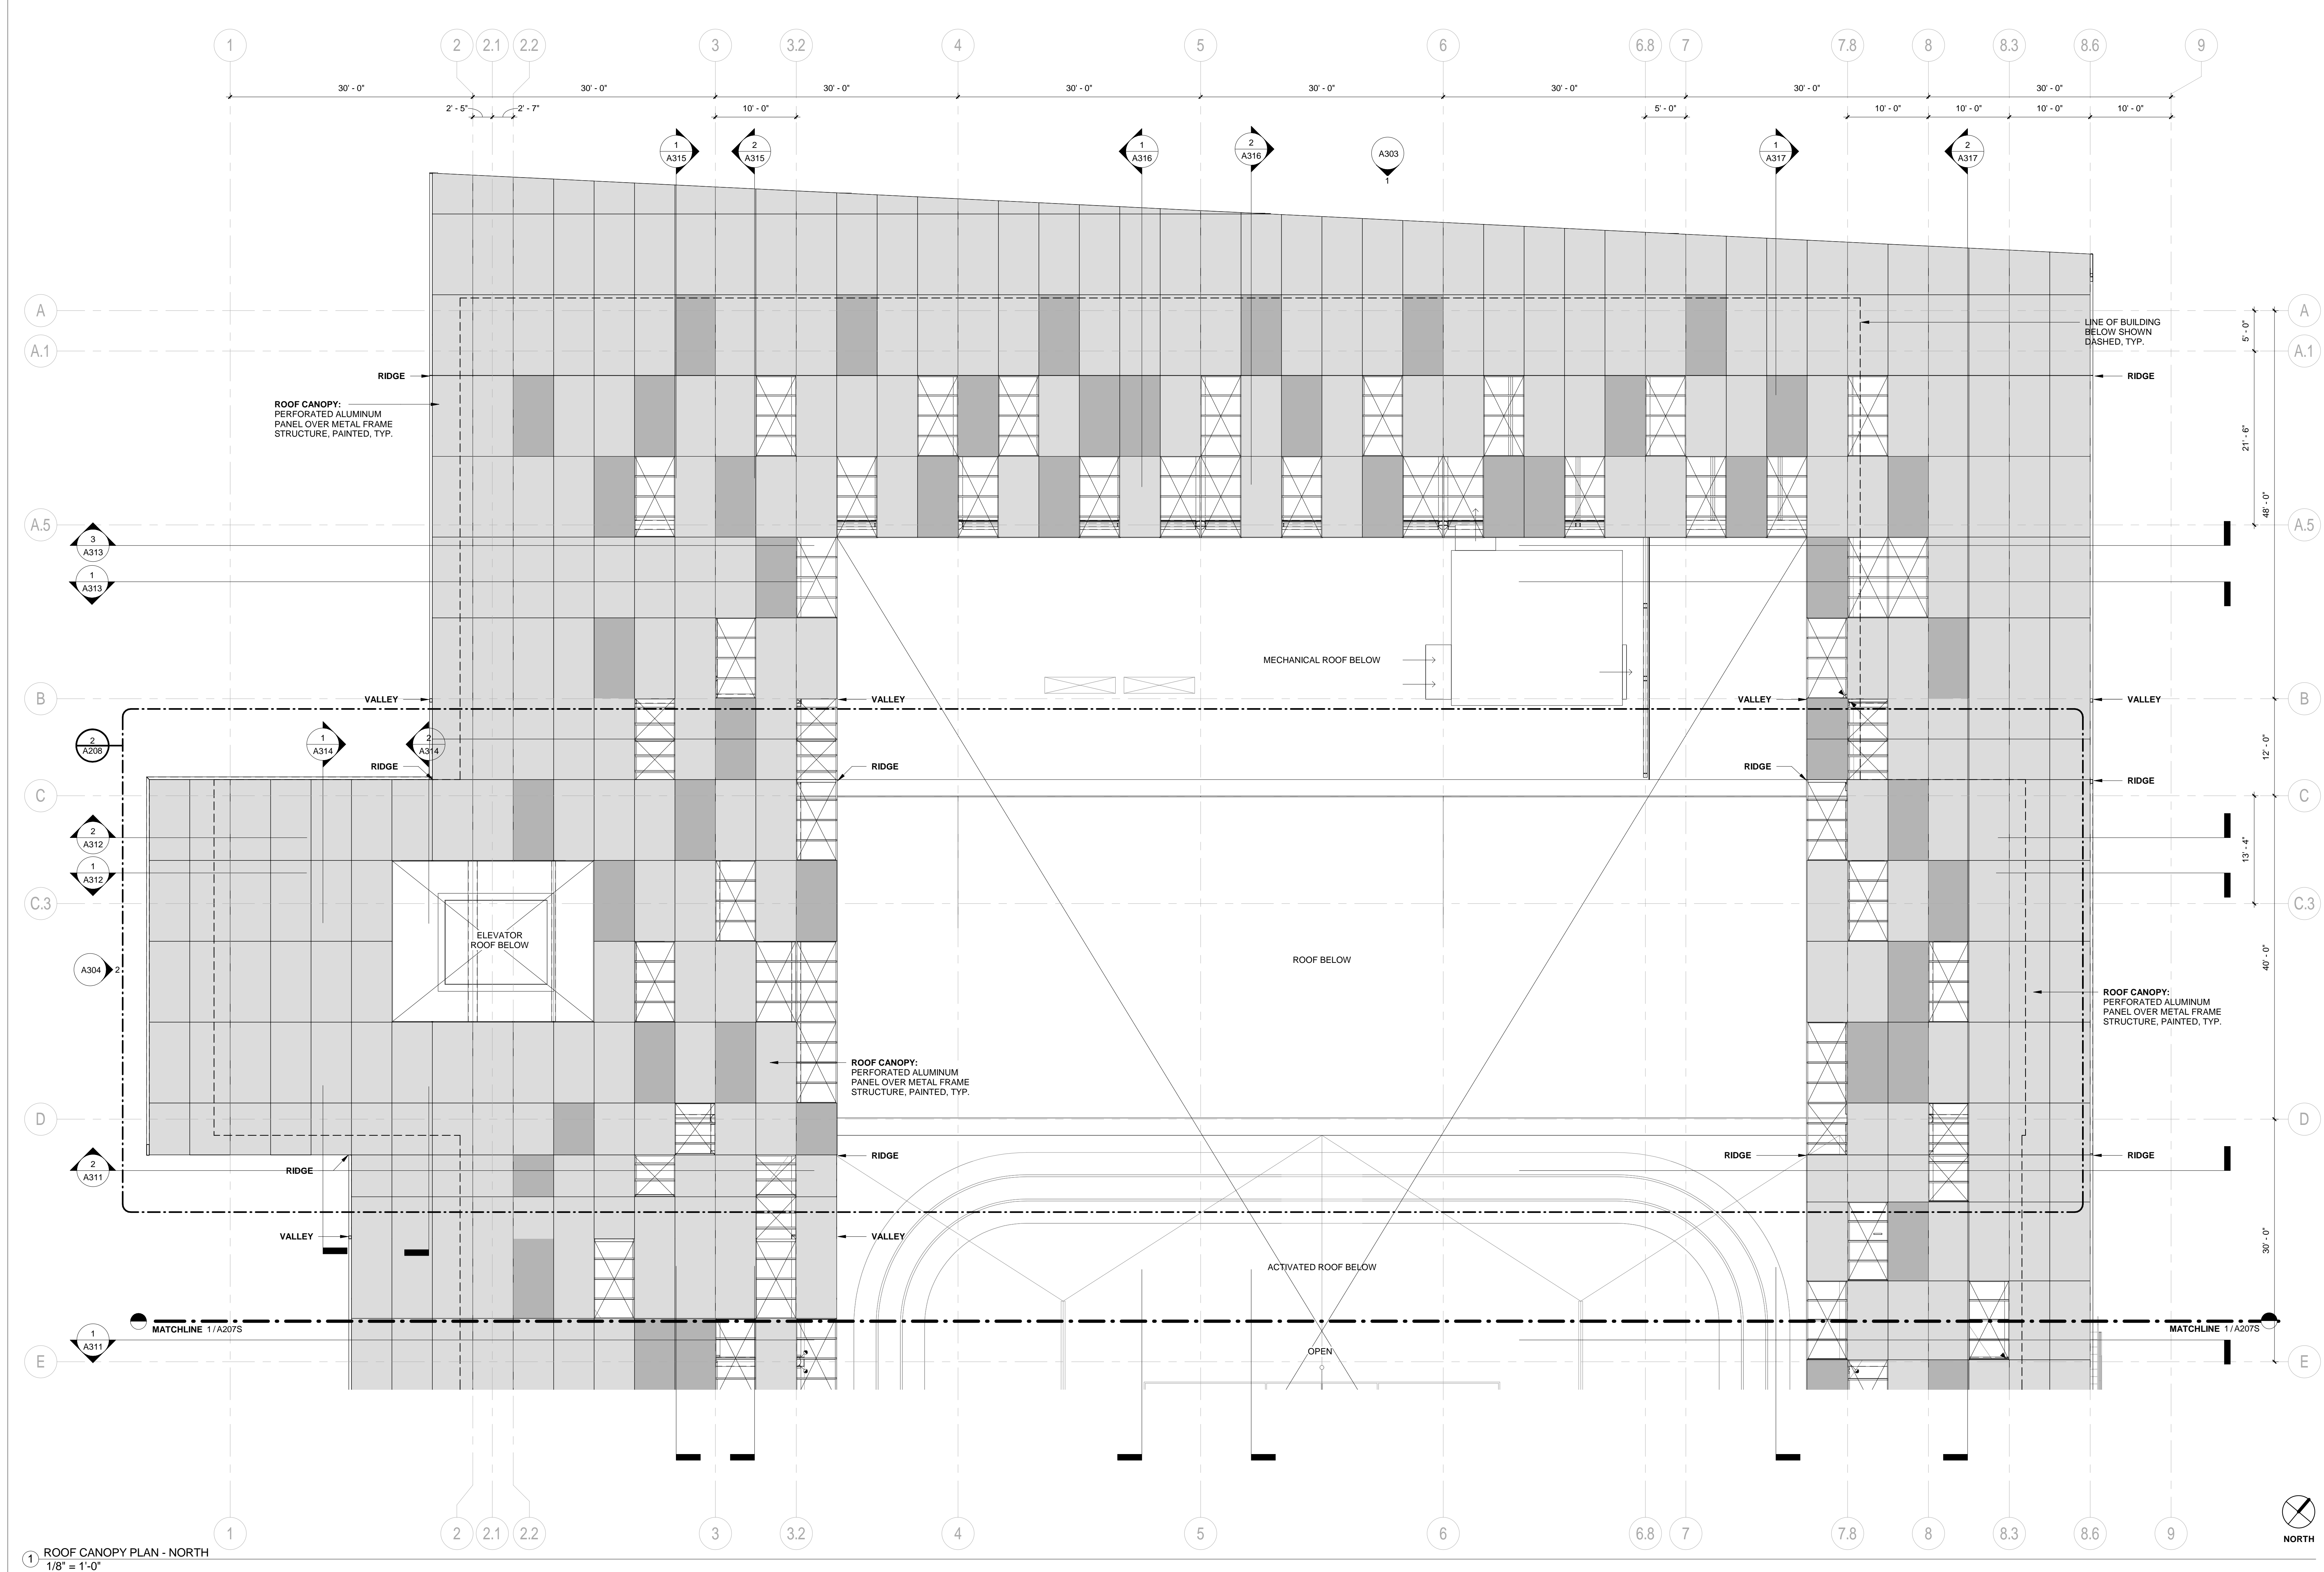 1 2 2.1 2.2 3 3.2 4 5 6 6.8 7 7.8 8 8.3 8.6 9
30' - 0" 30' - 0" 30' - 0" 30' - 0" 30' - 0" 30' - 0" 30' - 0" 30' - 0"
2' - 5" 2' - 7" 10' - 0" 5' - 0" 10' - 0" 10' - 0" 10' - 0" 10' - 0"
1 A315
2 A315
1 A316
2 A316
A303 1
1 A317
2 A317
A A
A.1 A.1
5' - 0"
LINE OF BUILDING
BELOW SHOWN
DASHED, TYP.
RIDGE RIDGE
ROOF CANOPY:
PERFORATED ALUMINUM
PANEL OVER METAL FRAME
STRUCTURE, PAINTED, TYP.
21' - 6"
48' - 0"
A.5 A.5
3 A313
1 A313
MECHANICAL ROOF BELOW
B B
VALLEY VALLEY VALLEY VALLEY
2 A208
1 A314
2 A314
12' - 0"
RIDGE RIDGE RIDGE RIDGE
C C
2 A312
1 A312
13' - 4"
C.3 C.3
ELEVATOR
ROOF BELOW
A304 2
ROOF BELOW
40' - 0"
ROOF CANOPY:
PERFORATED ALUMINUM
PANEL OVER METAL FRAME
STRUCTURE, PAINTED, TYP.
ROOF CANOPY:
PERFORATED ALUMINUM
PANEL OVER METAL FRAME
STRUCTURE, PAINTED, TYP.
D D
RIDGE RIDGE RIDGE RIDGE
2 A311
VALLEY VALLEY
30' - 0"
ACTIVATED ROOF BELOW
MATCHLINE 1 / A207S MATCHLINE 1 / A207S
1 A311
OPEN
E E
1 2 2.1 2.2 3 3.2 4 5 6 6.8 7 7.8 8 8.3 8.6 9
NORTH
1 ROOF CANOPY PLAN - NORTH
1/8" = 1'-0"